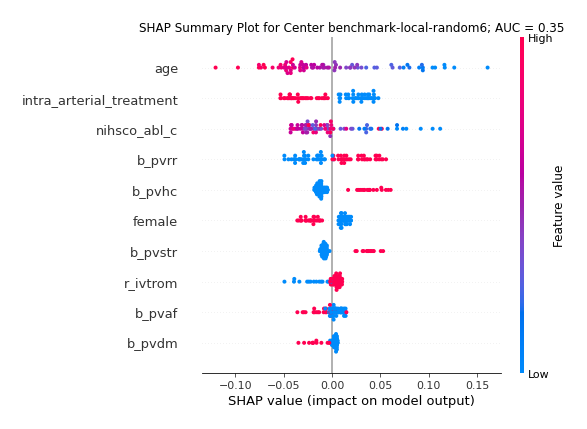 SHAP Summary Plot for Center benchmark-local-random6; AUC = 0.35
High
age
intra_arterial_treatment
nihsco_abl_c
b_pvrr
b_pvhc
female
b_pvstr
r_ivtrom
b_pvaf
b_pvdm
Feature value
Low
−0.10 −0.05 0.00 0.05 0.10 0.15
SHAP value (impact on model output)